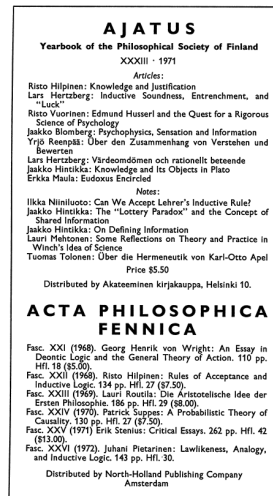 AJATUS
Yearbook of the Philosophical Society of Finland
XXXIII · 1971
Articles:
Risto Hilpinen: Knowledge and Justification
Lars Hertzberg: Inductive Soundness, Entrenchment, and
"Luck"
Risto Vuorinen: Edmund Husserl and the Quest for a Rigorous
Science of Psychology
Jaakko Blomberg: Psychophysics, Sensation and Information
Yrjö Reenpää: Über den Zusammenhang von Verstehen und
Bewerten
Lars Hertzberg: Värdeomdömen och rationellt beteende
Jaakko Hintikka: Knowledge and Its Objects in Plato
Erkka Maula: Eudoxus Encircled
Notes:
Ilkka Niiniluoto: Can We Accept Lehrer's Inductive Rule?
Jaakko Hintikka: The "Lottery Paradox" and the Concept of
Shared Information
Jaakko Hintikka: On Defining Information
Lauri Mehtonen: Some Reflections on Theory and Practice in
Winch's Idea of Science
Tuomas Tolonen: Über die Hermeneutik von Karl-Otto Apel
Price $5.50
Distributed by Akateeminen kirjakauppa, Helsinki 10.
ACTA PHILOSOPHICA
FENNICA
Fasc. XXI (1968). Georg Henrik von Wright: An Essay in
Deontic Logic and the General Theory of Action. 110 pp.
Hfl. 18 ($5.00).
Fasc. XXII (1968). Risto Hilpinen: Rules of Acceptance and
Inductive Logic. 134 pp. Hfl. 27 ($7.50).
Fasc. XXIII (1969). Lauri Routila: Die Aristotelische Idee der
Ersten Philosophie. 186 pp. Hfl. 29 ($8.00).
Fasc. XXIV (1970). Patrick Suppes: A Probabilistic Theory of
Causality. 130 pp. Hfl. 27 ($7.50).
Fasc. XXV (1971) Erik Stenius: Critical Essays. 262 pp. Hfl. 42
($13.00).
Fasc. XXVI (1972). Juhani Pietarinen: Lawlikeness, Analogy,
and Inductive Logic. 143 pp. Hfl. 30.
Distributed by North-Holland Publishing Company
Amsterdam